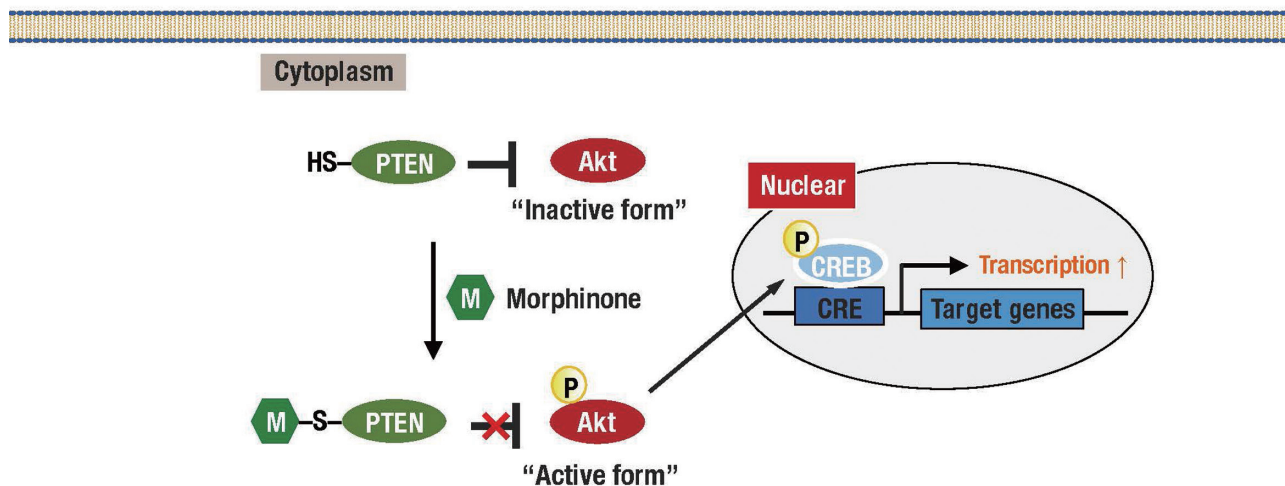 Cytoplasm
HS– PTEN Akt
“Inactive form”
Nuclear
P
CREB
Transcription ↑
CRE Target genes
M Morphinone
P
M –S– PTEN Akt
“Active form”